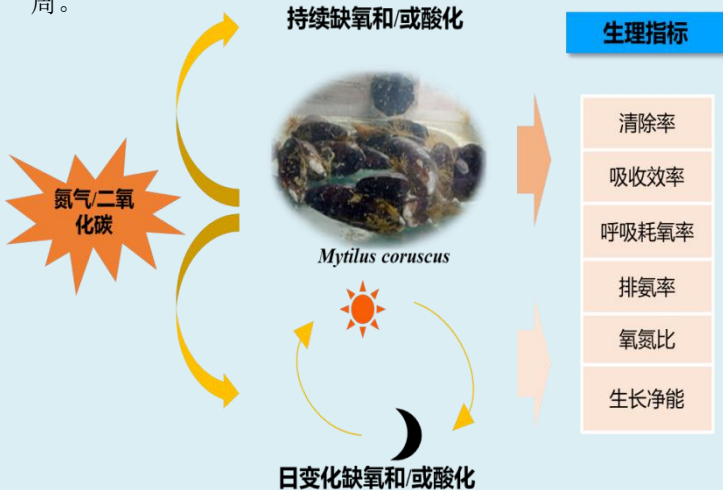 周。
持续缺氧和/或酸化
生理指标
氮气/二氧
化碳
清除率
吸收效率
呼吸耗氧率
排氨率
氧氮比
生长净能
Mytilus coruscus
日变化缺氧和/或酸化